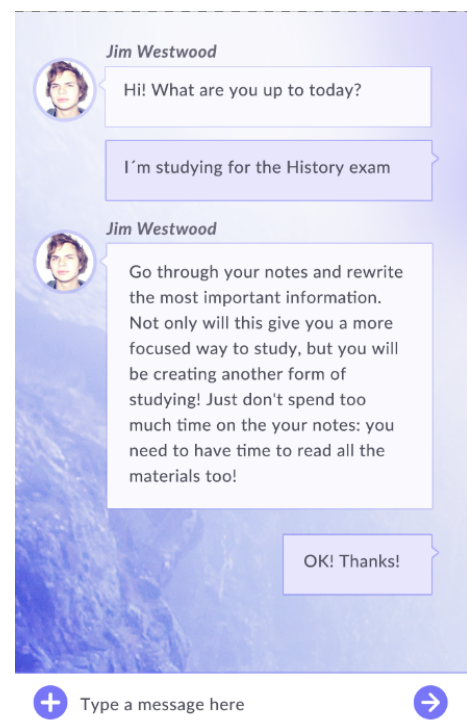 Jim Westwood
Hi! What are you up to today?
I´m studying for the History exam
Jim Westwood
Go through your notes and rewrite
the most important information.
Not only will this give you a more
focused way to study, but you will
be creating another form of
studying! Just don't spend too
much time on the your notes: you
need to have time to read all the
materials too!
OK! Thanks!
Type a message here